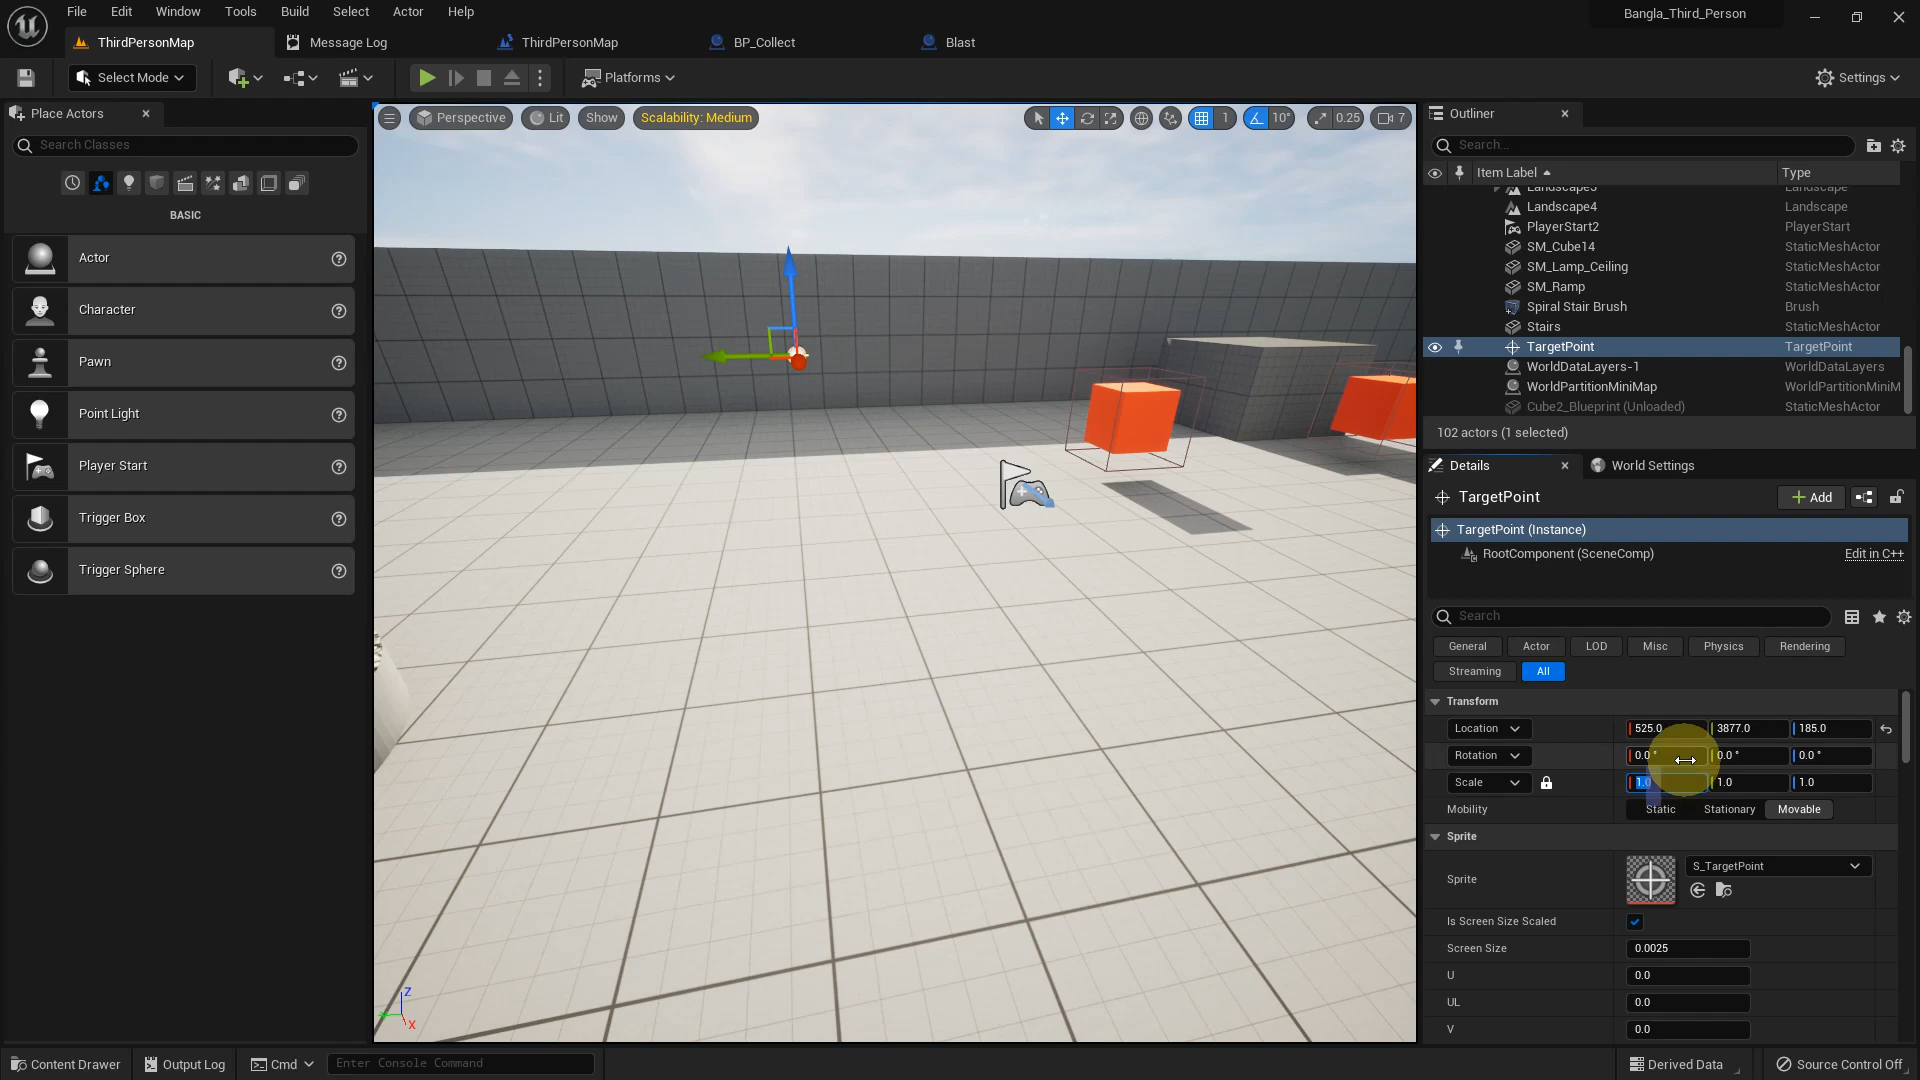 File Edit Window Tools Build Select Actor Help
Bangla_Third_Person
ThirdPersonMap Message Log ThirdPersonMap BP_Collect Blast
Select Mode Platforms Settings
Place Actors
Search Classes
BASIC
Actor
Character
Pawn
Point Light
Player Start
Trigger Box
Trigger Sphere
Perspective Lit Show Scalability: Medium 1 10° 0.25 7
Z
X
Outliner
Search...
Item Label Type
Landscape3 Landscape
Landscape4 Landscape
PlayerStart2 PlayerStart
SM_Cube14 StaticMeshActor
SM_Lamp_Ceiling StaticMeshActor
SM_Ramp StaticMeshActor
Spiral Stair Brush Brush
Stairs StaticMeshActor
TargetPoint TargetPoint
WorldDataLayers-1 WorldDataLayers
WorldPartitionMiniMap WorldPartitionMiniM
Cube2_Blueprint (Unloaded) StaticMeshActor
102 actors (1 selected)
Details World Settings
TargetPoint Add
TargetPoint (Instance)
RootComponent (SceneComp) Edit in C++
Search
General Actor LOD Misc Physics Rendering
Streaming All
Transform
Location 525.0 3877.0 185.0
Rotation 0.0 ° 0.0 ° 0.0 °
Scale 1.0 1.0 1.0
Mobility Static Stationary Movable
Sprite
Sprite S_TargetPoint
Is Screen Size Scaled
Screen Size 0.0025
U 0.0
UL 0.0
V 0.0
Content Drawer Output Log Cmd Enter Console Command Derived Data Source Control Off